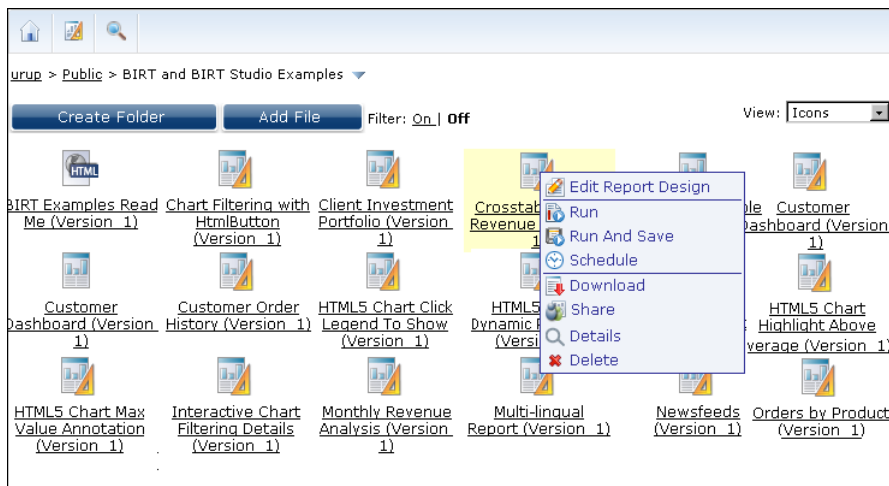 urup > Public > BIRT and BIRT Studio Examples
Create Folder Add File Filter: On | Off View: Icons
HTML
BIRT Examples Read
Me (Version 1)
Chart Filtering with
HtmlButton
(Version 1)
Client Investment
Portfolio (Version
1)
Crosstab
Revenue
1
Edit Report Design
Run
Run And Save
Schedule
Download
Share
Details
Delete
Customer
Dashboard (Version
1)
Customer
Dashboard (Version
1)
Customer Order
History (Version 1)
HTML5 Chart Click
Legend To Show
(Version 1)
HTML5
Dynamic
(Versi
HTML5 Chart
Highlight Above
verage (Version 1)
HTML5 Chart Max
Value Annotation
(Version 1)
Interactive Chart
Filtering Details
(Version 1)
Monthly Revenue
Analysis (Version
1)
Multi-lingual
Report (Version 1)
Newsfeeds
(Version 1)
Orders by Product
(Version 1)